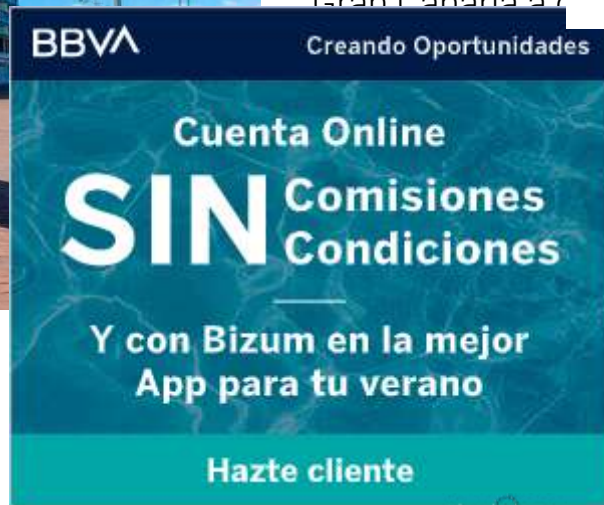 BBVA
Creando Oportunidades
Cuenta Online
SIN Comisiones
Condiciones
Y con Bizum en la mejor
App para tu verano
Hazte cliente